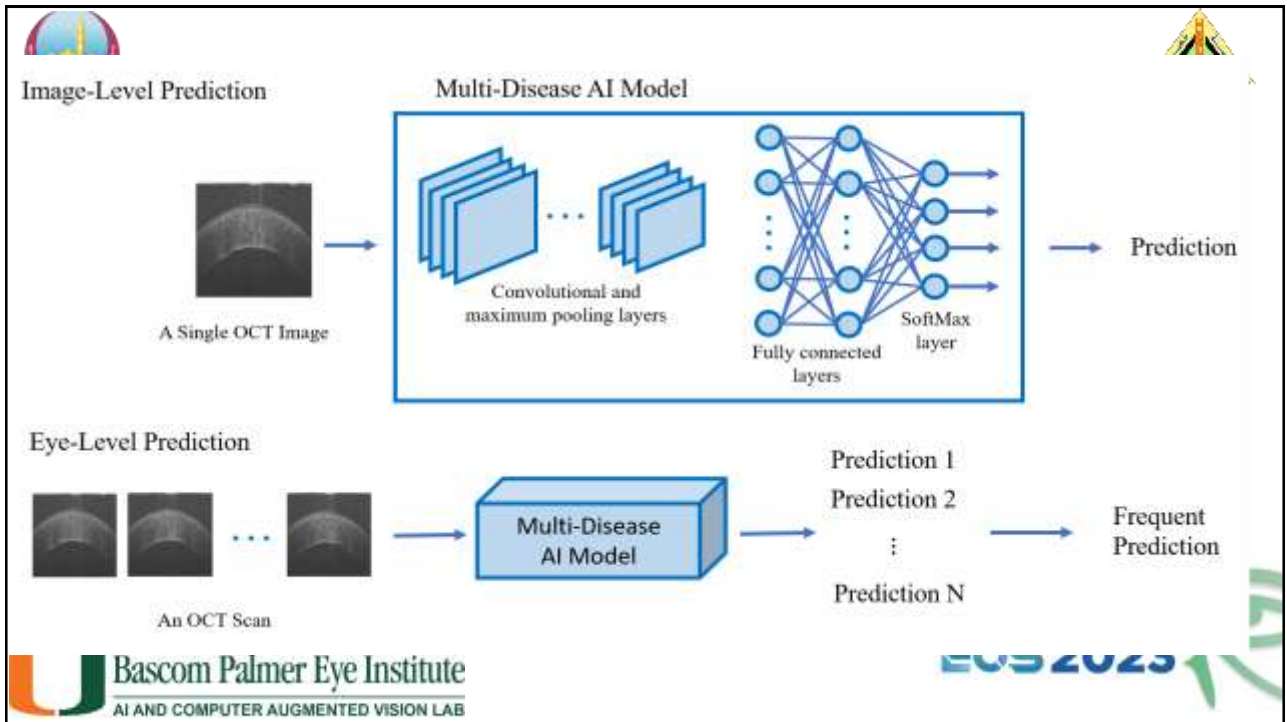 Image-Level Prediction
Multi-Disease AI Model
A Single OCT Image
Convolutional and
maximum pooling layers
Fully connected
layers
SoftMax
layer
Prediction
Eye-Level Prediction
An OCT Scan
Multi-Disease
AI Model
Prediction 1
Prediction 2
Prediction N
Frequent
Prediction
Bascom Palmer Eye Institute
AI AND COMPUTER AUGMENTED VISION LAB
2023